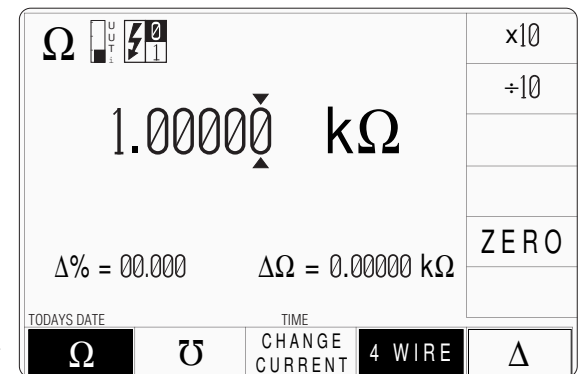 Ω UUTi 0 1
×10
÷10
1.00000 kΩ
ZERO
Δ% = 00.000 ΔΩ = 0.00000 kΩ
TODAYS DATE TIME
Ω ℧ CHANGE CURRENT 4 WIRE Δ